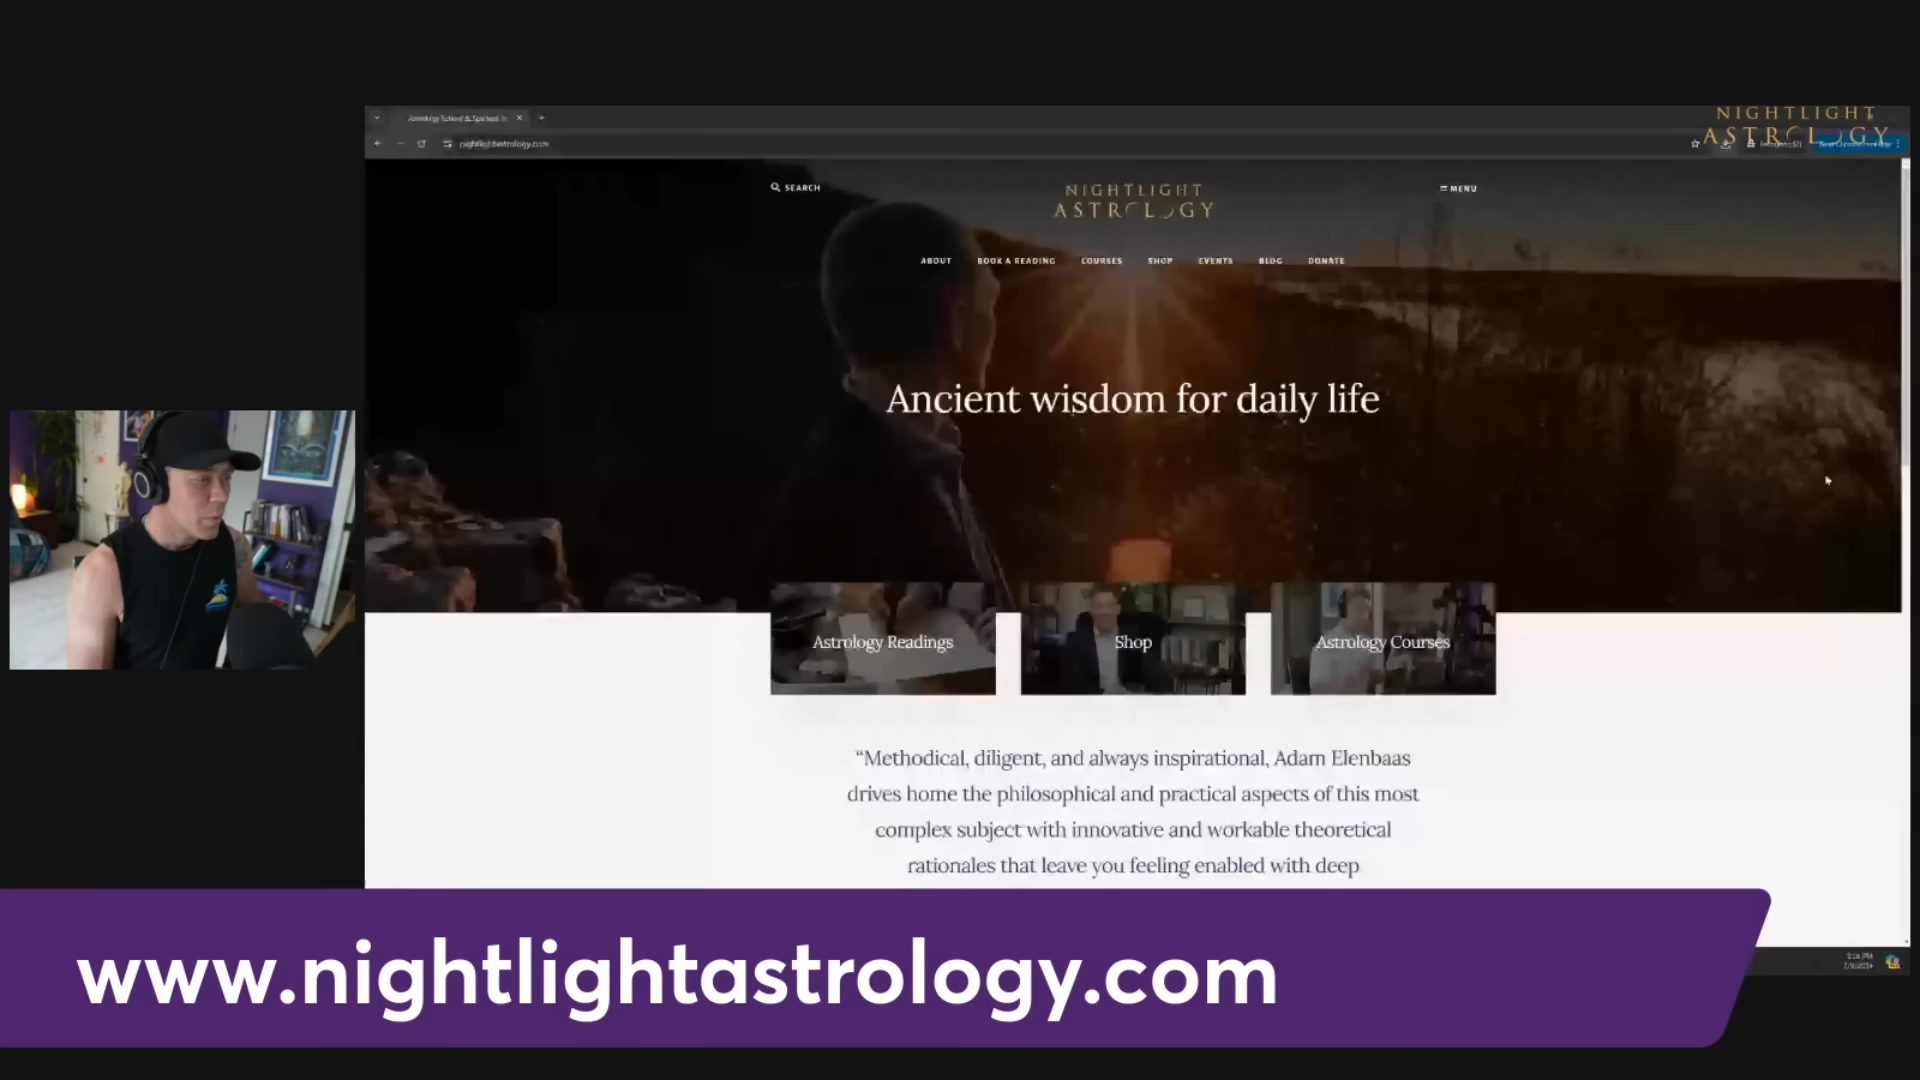 NIGHTLIGHT
ASTROLOGY
nightlightastrology.com
SEARCH
NIGHTLIGHT
ASTROLOGY
MENU
ABOUT BOOK A READING COURSES SHOP EVENTS BLOG DONATE
Ancient wisdom for daily life
Astrology Readings
Shop
Astrology Courses
“Methodical, diligent, and always inspirational, Adam Elenbaas
drives home the philosophical and practical aspects of this most
complex subject with innovative and workable theoretical
rationales that leave you feeling enabled with deep
www.nightlightastrology.com